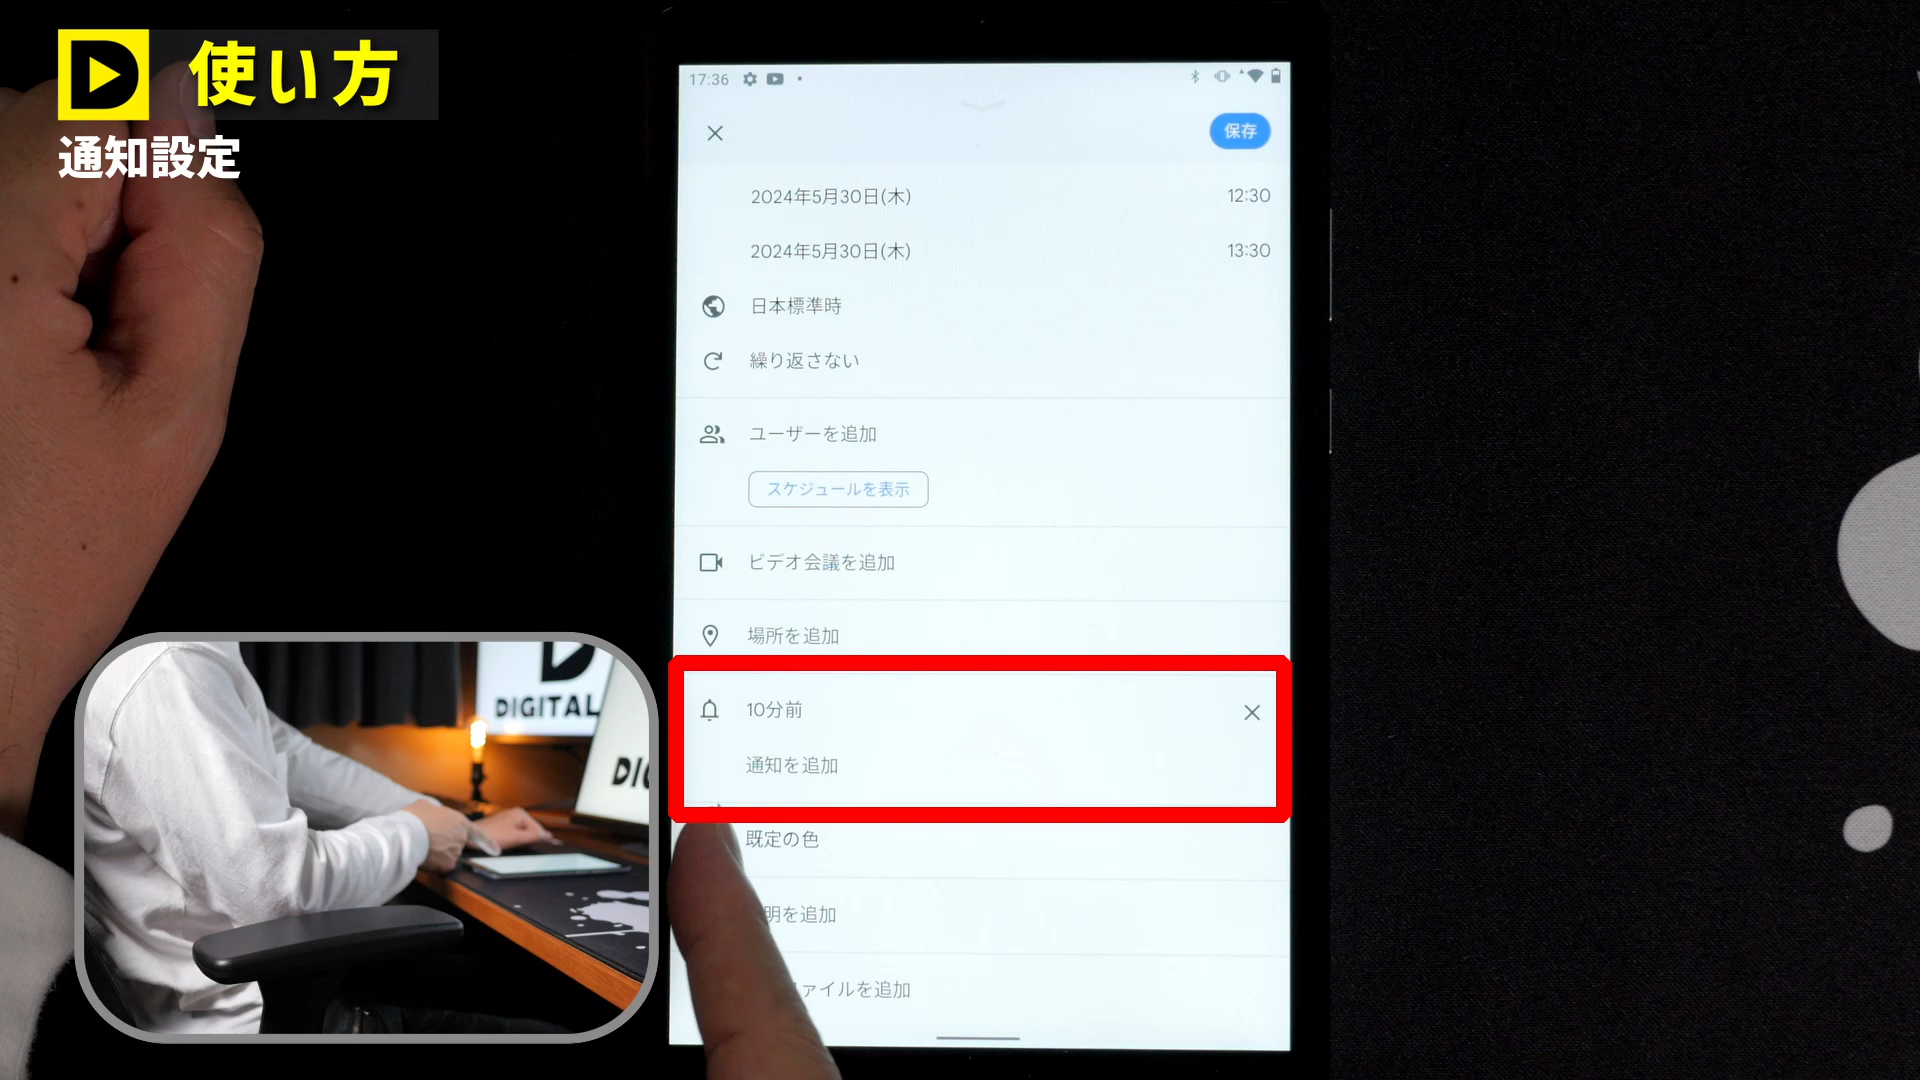 使い方
通知設定
17:36
保存
2024年5月30日(木) 12:30
2024年5月30日(木) 13:30
日本標準時
繰り返さない
ユーザーを追加
スケジュールを表示
ビデオ会議を追加
場所を追加
10分前
通知を追加
既定の色
明を追加
ァイルを追加
DIGITAL
DI